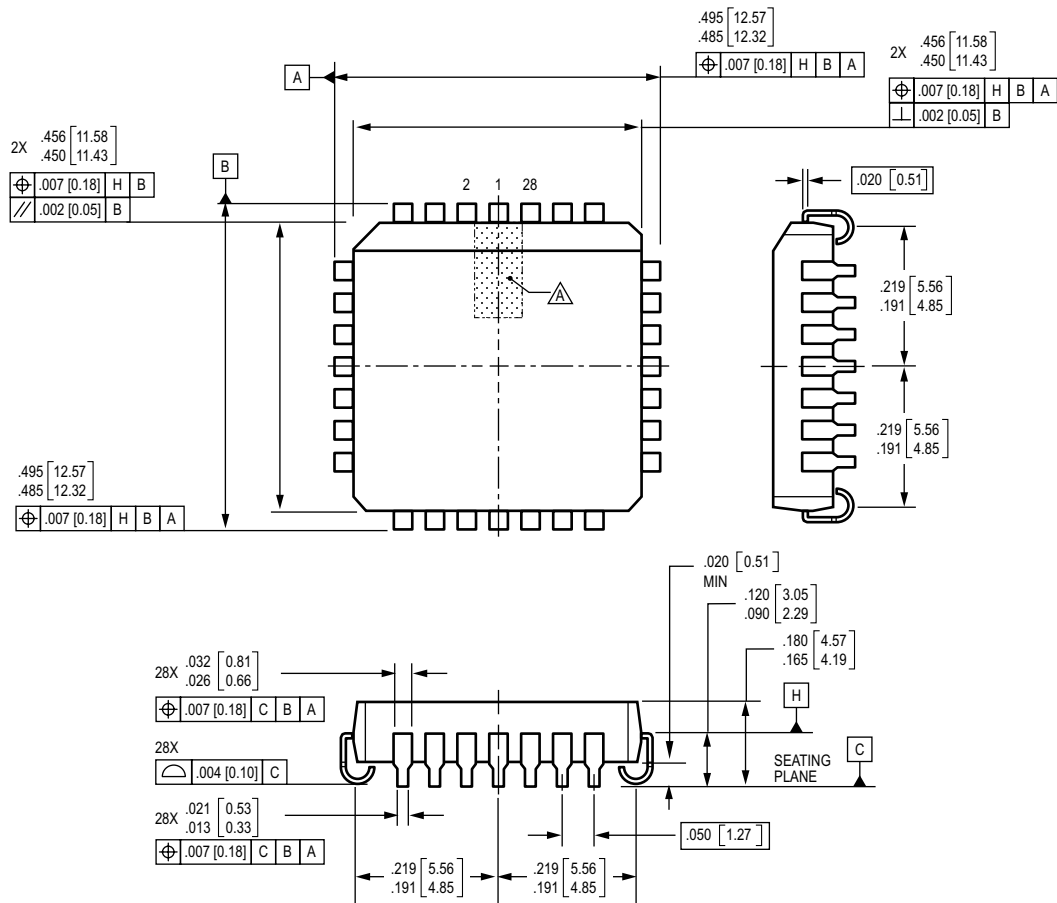 .495 [12.57]
.485 [12.32]
⌖ .007 [0.18] H B A
2X .456 [11.58]
.450 [11.43]
⌖ .007 [0.18] H B A
⊥ .002 [0.05] B
A
2X .456 [11.58]
.450 [11.43]
⌖ .007 [0.18] H B
// .002 [0.05] B
B
2 1 28
A
.020 [0.51]
.219 [5.56]
.191 [4.85]
.219 [5.56]
.191 [4.85]
.495 [12.57]
.485 [12.32]
⌖ .007 [0.18] H B A
.020 [0.51]
MIN
.120 [3.05]
.090 [2.29]
.180 [4.57]
.165 [4.19]
28X .032 [0.81]
.026 [0.66]
⌖ .007 [0.18] C B A
28X
⌓ .004 [0.10] C
28X .021 [0.53]
.013 [0.33]
⌖ .007 [0.18] C B A
H
C
SEATING
PLANE
.050 [1.27]
.219 [5.56]
.191 [4.85]
.219 [5.56]
.191 [4.85]